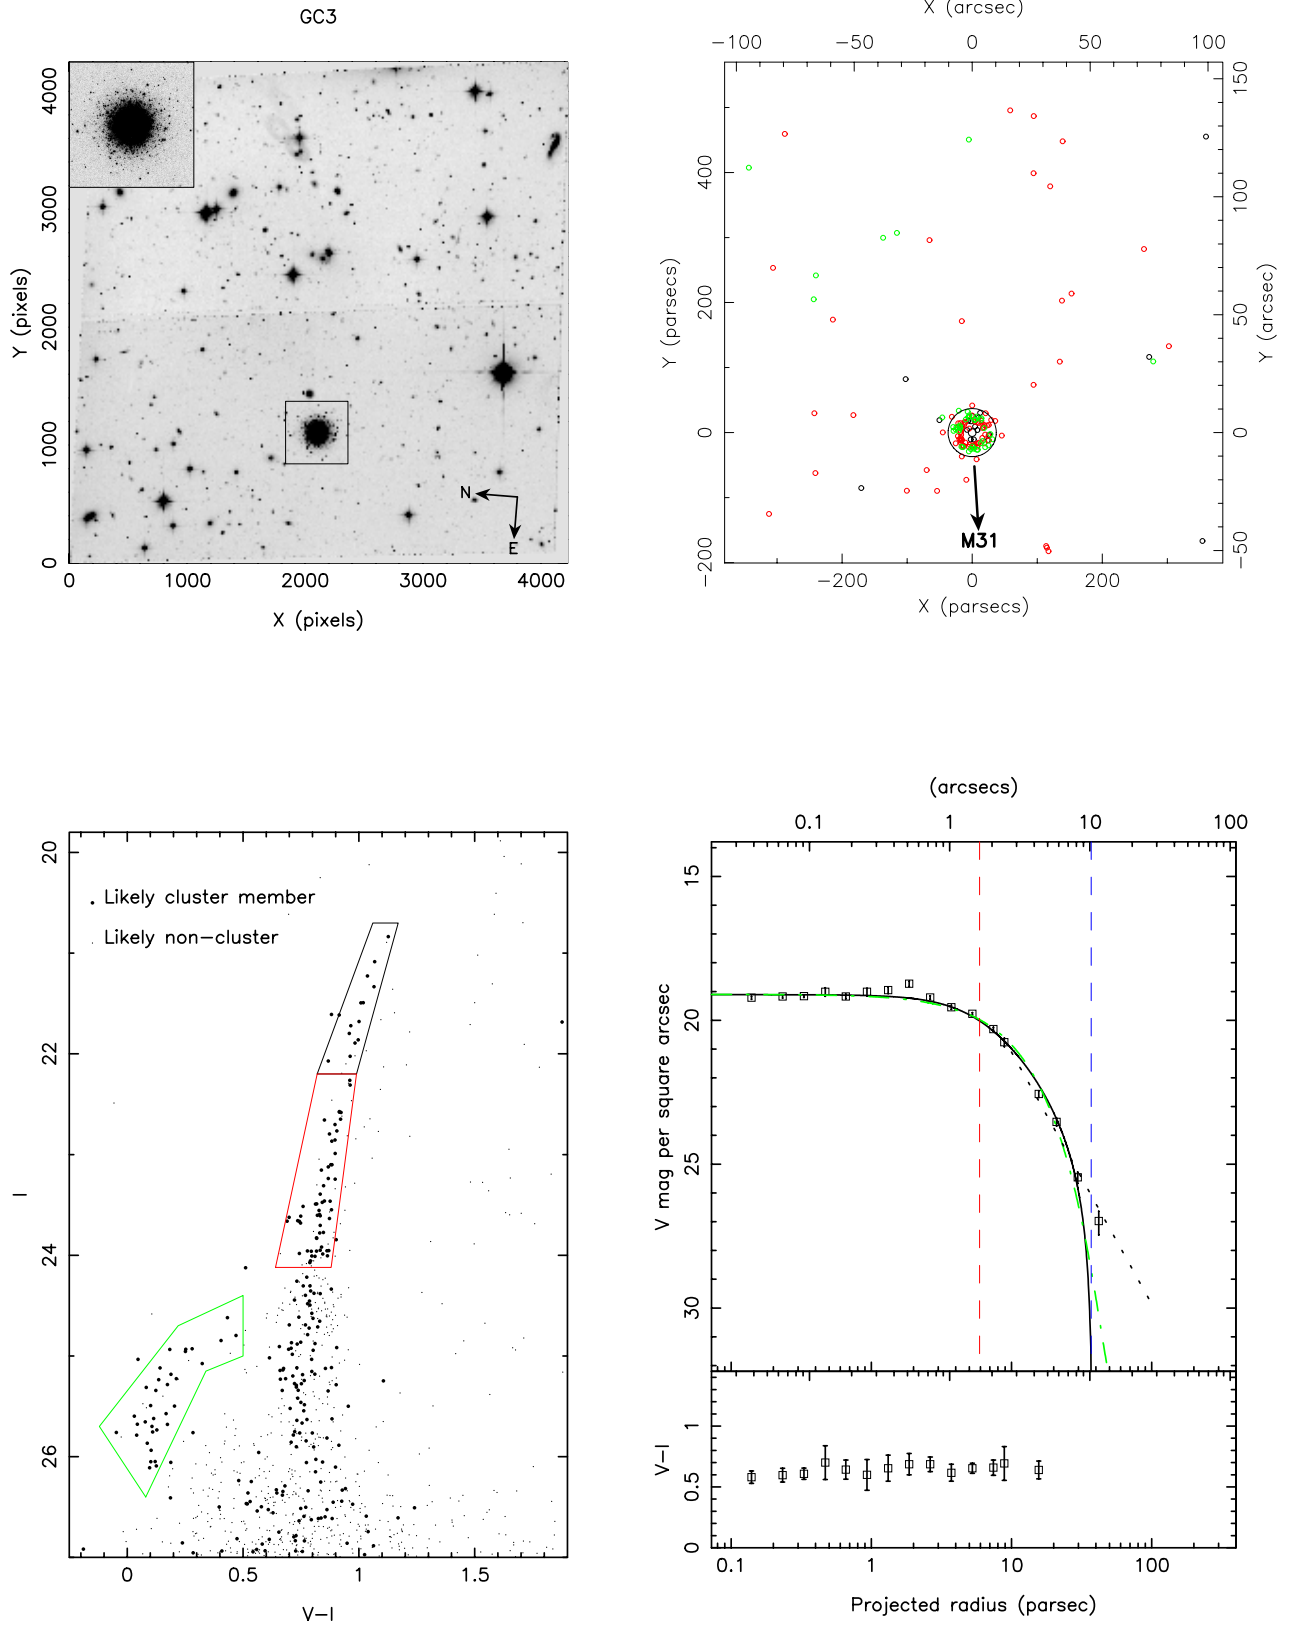 GC3
4000
3000
2000
1000
0
Y (pixels)
0 1000 2000 3000 4000
X (pixels)
N
E
X (arcsec)
−100 −50 0 50 100
400
200
0
−200
Y (parsecs)
150
100
50
0
−50
Y (arcsec)
M31
−200 0 200
X (parsecs)
20
22
24
26
I
Likely cluster member
Likely non−cluster
0 0.5 1 1.5
V−I
(arcsecs)
0.1 1 10 100
15
20
25
30
V mag per square arcsec
1
0.5
0
V−I
0.1 1 10 100
Projected radius (parsec)